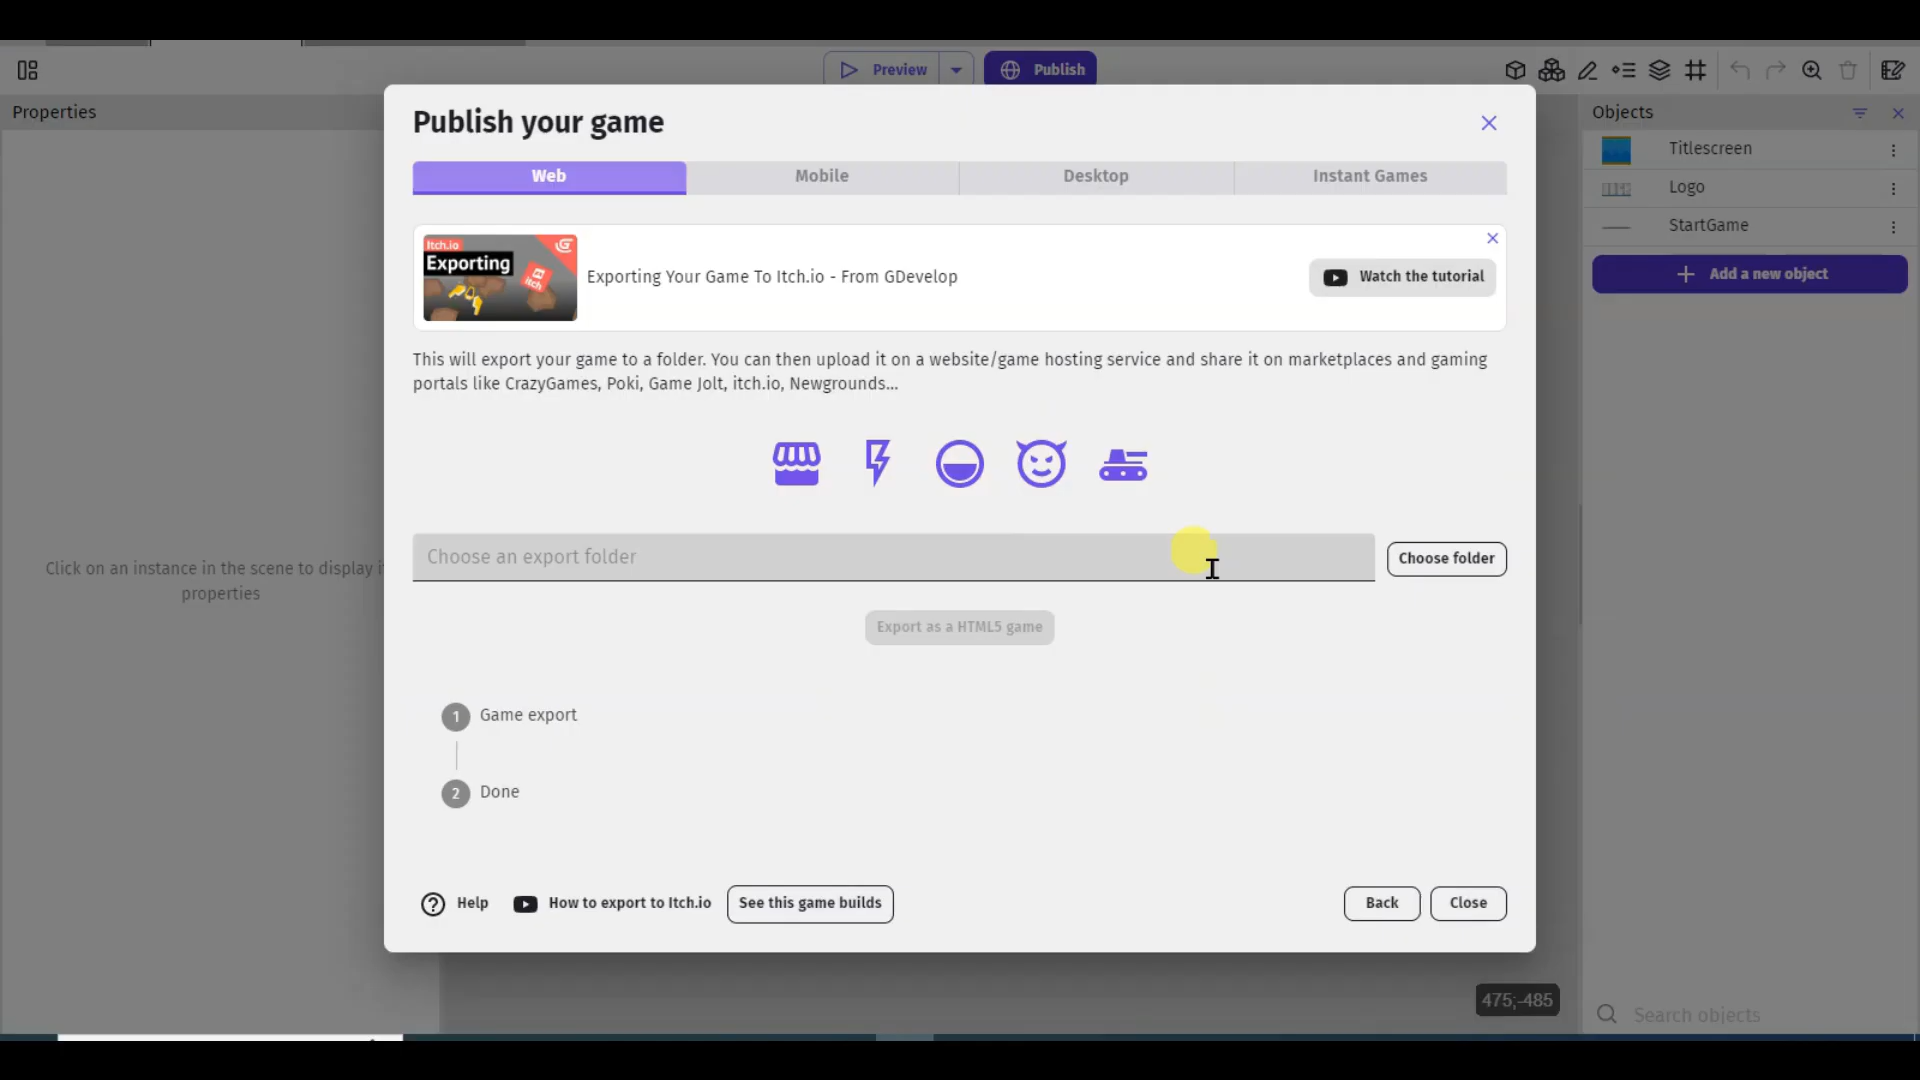 Preview
Publish
Properties
Click on an instance in the scene to display i
properties
Publish your game
Web
Mobile
Desktop
Instant Games
Itch.io
Exporting
itch
Exporting Your Game To Itch.io - From GDevelop
Watch the tutorial
This will export your game to a folder. You can then upload it on a website/game hosting service and share it on marketplaces and gaming
portals like CrazyGames, Poki, Game Jolt, itch.io, Newgrounds...
Choose an export folder
Choose folder
Export as a HTML5 game
1 Game export
2 Done
Help
How to export to Itch.io
See this game builds
Back
Close
Objects
Titlescreen
Logo
StartGame
Add a new object
475;-485
Search objects